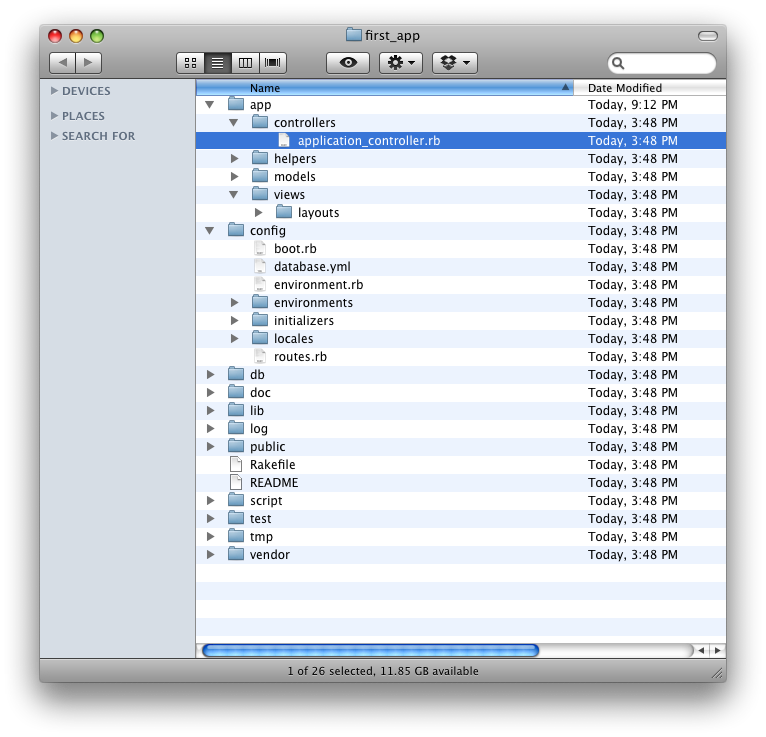 first_app
DEVICES
PLACES
SEARCH FOR
Name Date Modified
app Today, 9:12 PM
controllers Today, 3:48 PM
application_controller.rb Today, 3:48 PM
helpers Today, 3:48 PM
models Today, 3:48 PM
views Today, 3:48 PM
layouts Today, 3:48 PM
config Today, 3:48 PM
boot.rb Today, 3:48 PM
database.yml Today, 3:48 PM
environment.rb Today, 3:48 PM
environments Today, 3:48 PM
initializers Today, 3:48 PM
locales Today, 3:48 PM
routes.rb Today, 3:48 PM
db Today, 3:48 PM
doc Today, 3:48 PM
lib Today, 3:48 PM
log Today, 3:48 PM
public Today, 3:48 PM
Rakefile Today, 3:48 PM
README Today, 3:48 PM
script Today, 3:48 PM
test Today, 3:48 PM
tmp Today, 3:48 PM
vendor Today, 3:48 PM
1 of 26 selected, 11.85 GB available